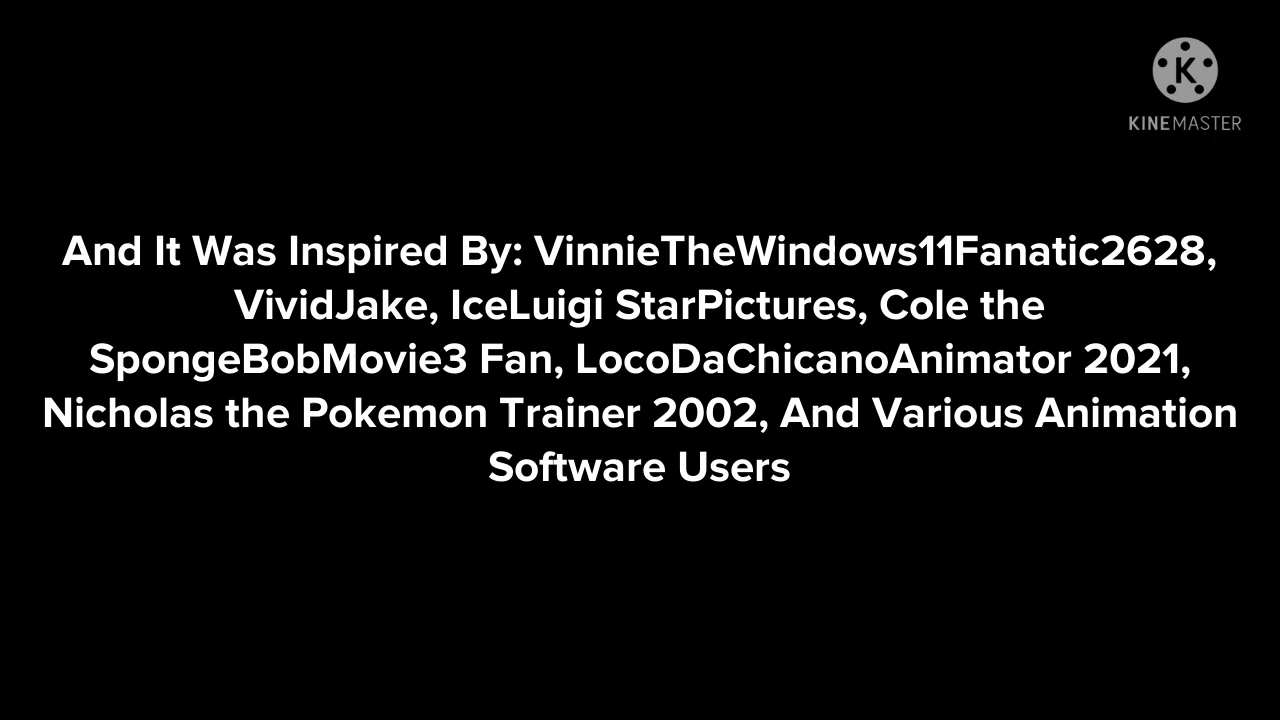 K
KINEMASTER
And It Was Inspired By: VinnieTheWindows11Fanatic2628,
VividJake, IceLuigi StarPictures, Cole the
SpongeBobMovie3 Fan, LocoDaChicanoAnimator 2021,
Nicholas the Pokemon Trainer 2002, And Various Animation
Software Users